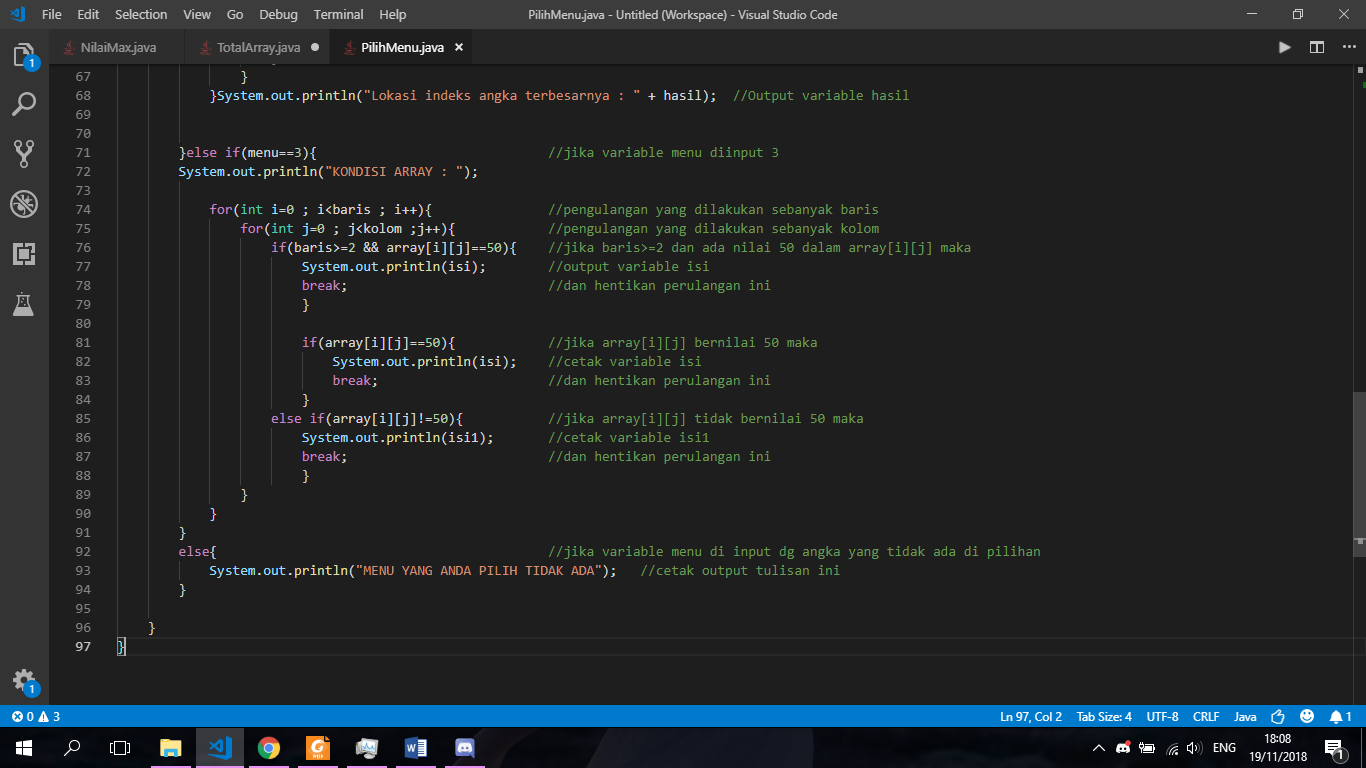 File Edit Selection View Go Debug Terminal Help PilihMenu.java - Untitled (Workspace) - Visual Studio Code
NilaiMax.java TotalArray.java PilihMenu.java
1
67 }
68 }System.out.println("Lokasi indeks angka terbesarnya : " + hasil); //Output variable hasil
69
70
71 }else if(menu==3){ //jika variable menu diinput 3
72 System.out.println("KONDISI ARRAY : ");
73
74 for(int i=0 ; i<baris ; i++){ //pengulangan yang dilakukan sebanyak baris
75 for(int j=0 ; j<kolom ;j++){ //pengulangan yang dilakukan sebanyak kolom
76 if(baris>=2 && array[i][j]==50){ //jika baris>=2 dan ada nilai 50 dalam array[i][j] maka
77 System.out.println(isi); //output variable isi
78 break; //dan hentikan perulangan ini
79 }
80
81 if(array[i][j]==50){ //jika array[i][j] bernilai 50 maka
82 System.out.println(isi); //cetak variable isi
83 break; //dan hentikan perulangan ini
84 }
85 else if(array[i][j]!=50){ //jika array[i][j] tidak bernilai 50 maka
86 System.out.println(isi1); //cetak variable isi1
87 break; //dan hentikan perulangan ini
88 }
89 }
90 }
91 }
92 else{ //jika variable menu di input dg angka yang tidak ada di pilihan
93 System.out.println("MENU YANG ANDA PILIH TIDAK ADA"); //cetak output tulisan ini
94 }
95
96 }
97 }
1
0 3 Ln 97, Col 2 Tab Size: 4 UTF-8 CRLF Java 1
PDF W ENG 18:08
19/11/2018 1